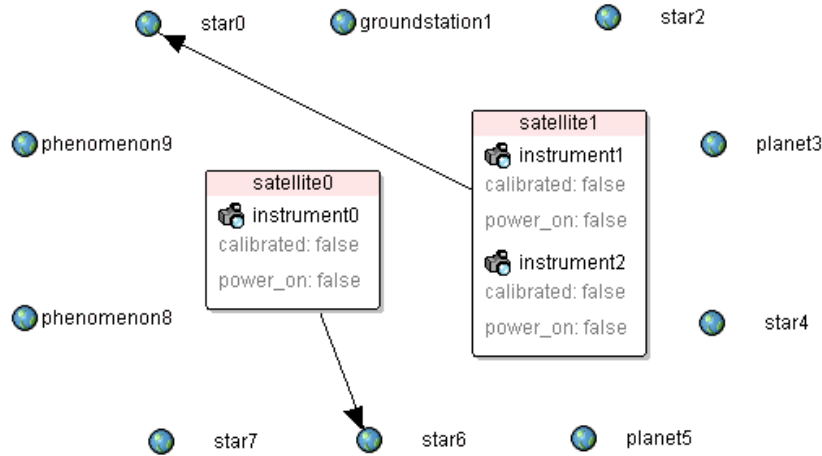 star0
groundstation1
star2
phenomenon9
planet3
satellite0
instrument0
calibrated: false
power_on: false
satellite1
instrument1
calibrated: false
power_on: false
instrument2
calibrated: false
power_on: false
phenomenon8
star4
star7
star6
planet5